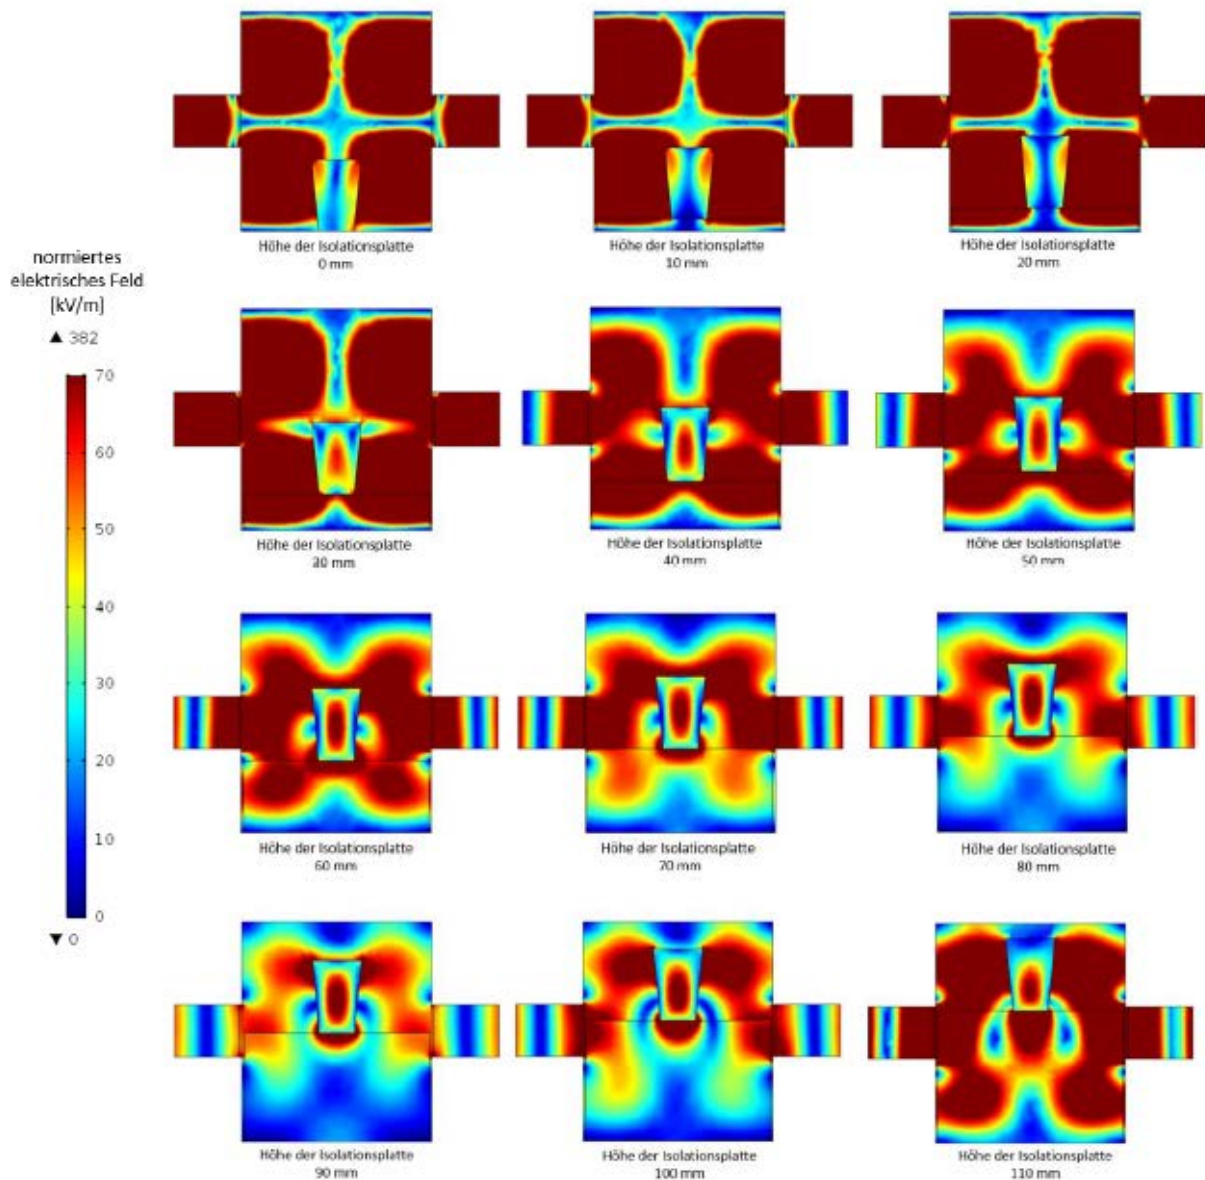 Höhe der Isolationsplatte
0 mm
Höhe der Isolationsplatte
10 mm
Höhe der Isolationsplatte
20 mm
normiertes
elektrisches Feld
[kV/m]
▲ 382
70
60
50
40
30
20
10
0
▼ 0
Höhe der Isolationsplatte
30 mm
Höhe der Isolationsplatte
40 mm
Höhe der Isolationsplatte
50 mm
Höhe der Isolationsplatte
60 mm
Höhe der Isolationsplatte
70 mm
Höhe der Isolationsplatte
80 mm
Höhe der Isolationsplatte
90 mm
Höhe der Isolationsplatte
100 mm
Höhe der Isolationsplatte
110 mm